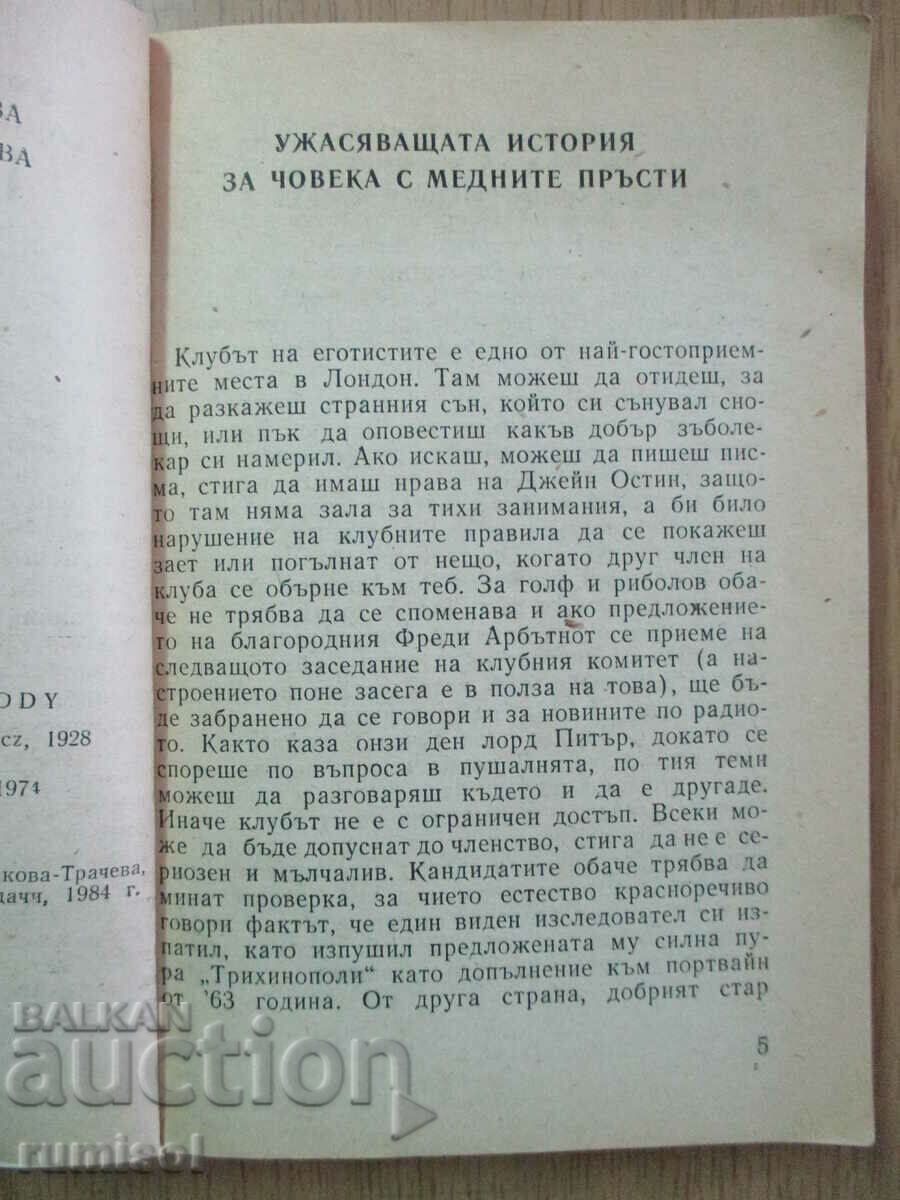 ВА
ВА
ODY
cz, 1928
1974
кова-Трачева,
дачч, 1984 г.
УЖАСЯВАЩАТА ИСТОРИЯ
ЗА ЧОВЕКА С МЕДНИТЕ ПРЪСТИ
Клубът на еготистите е едно от най-гостоприем-
ните места в Лондон. Там можеш да отидеш, за
да разкажеш странния сън, който си сънувал сно-
щи, или пък да оповестиш какъв добър зъболе-
кар си намерил. Ако искаш, можеш да пишеш пис-
ма, стига да имаш нрава на Джейн Остин, защо-
то там няма зала за тихи занимания, а би било
нарушение на клубните правила да се покажеш
зает или погълнат от нещо, когато друг член на
клуба се обърне към теб. За голф и риболов оба-
че не трябва да се споменава и ако предложение-
то на благородния Фреди Арбътнот се приеме на
следващото заседание на клубния комитет (а на-
строението поне засега е в полза на това), ще бъ-
де забранено да се говори и за новините по радио-
то. Както каза онзи ден лорд Питър, докато се
спореше по въпроса в пушалнята, по тия теми
можеш да разговаряш където и да е другаде.
Иначе клубът не е с ограничен достъп. Всеки мо-
же да бъде допуснат до членство, стига да не е се-
риозен и мълчалив. Кандидатите обаче трябва да
минат проверка, за чието естество красноречиво
говори фактът, че един виден изследовател си из-
патил, като изпушил предложената му силна пу-
ра „Трихинополи“ като допълнение към портвайн
от '63 година. От друга страна, добрият стар
5
BALKAN
auction
rumisol